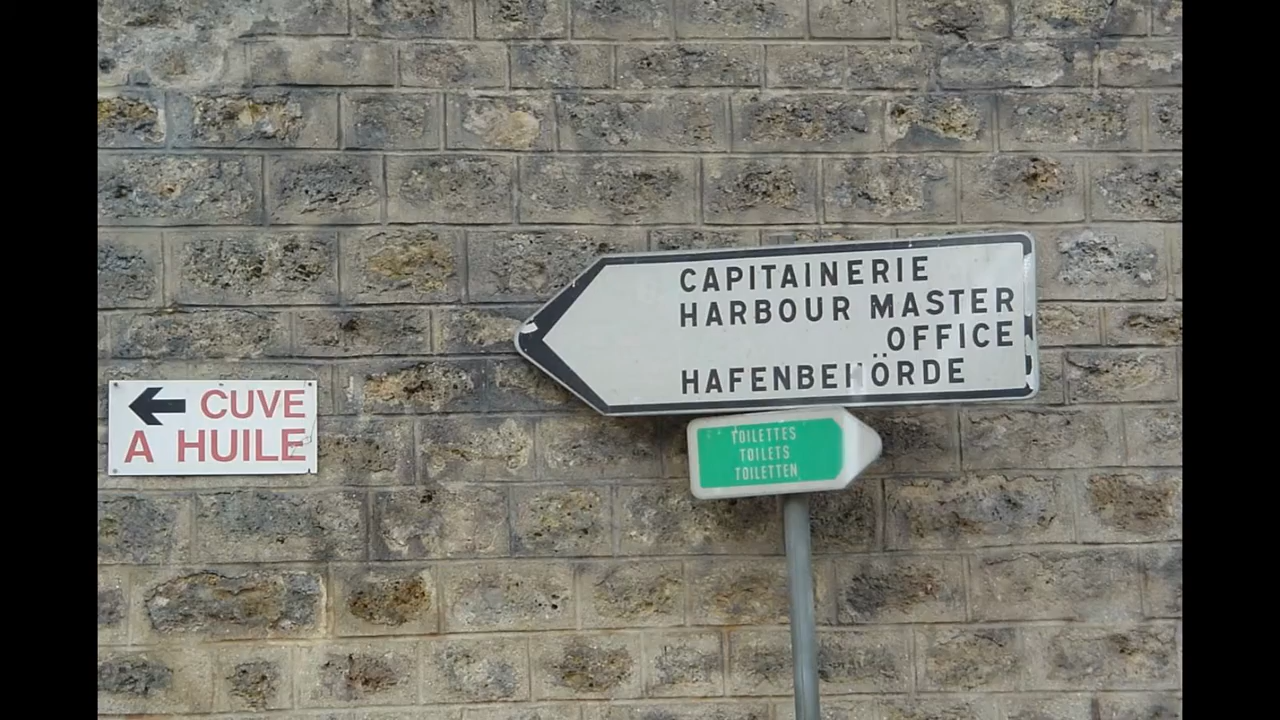 CAPITAINERIE
HARBOUR MASTER
OFFICE
HAFENBEHÖRDE
CUVE
A HUILE
TOILETTES
TOILETS
TOILETTEN